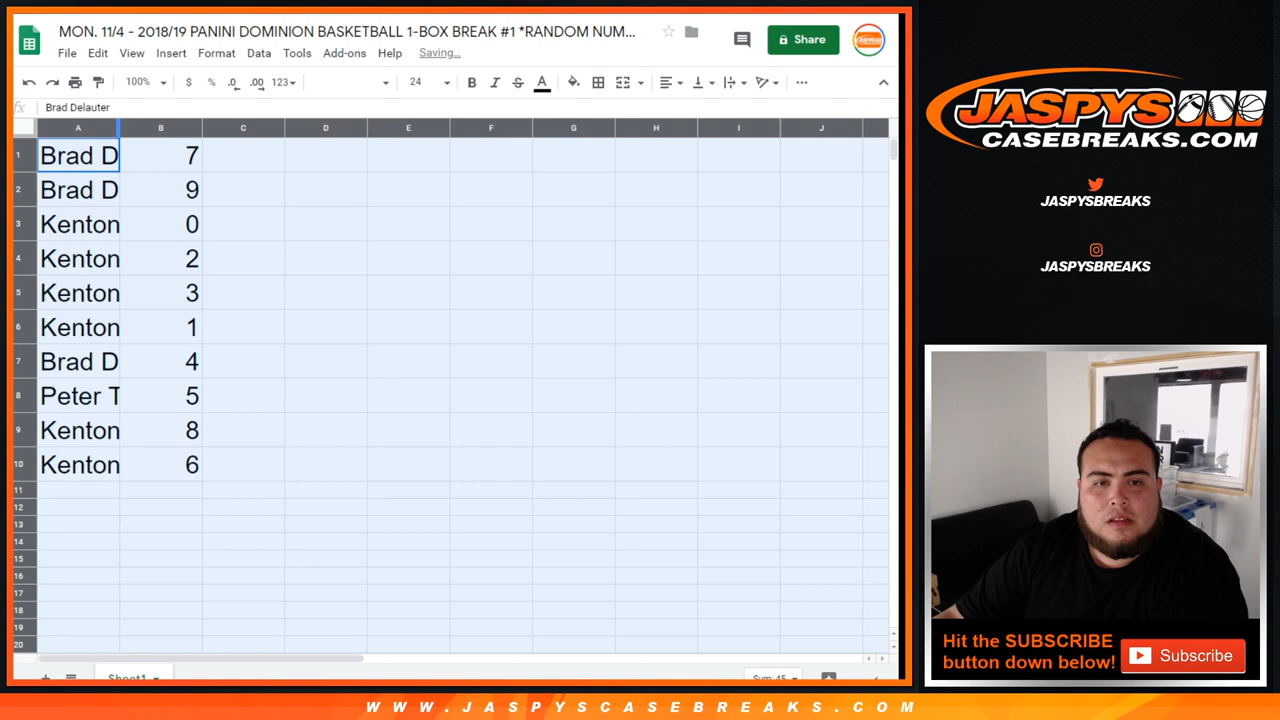 MON. 11/4 - 2018/19 PANINI DOMINION BASKETBALL 1-BOX BREAK #1 *RANDOM NUM...
File Edit View Insert Format Data Tools Add-ons Help Saving...
Share
100% $ % .0 .00 123 24 B I S A
fx Brad Delauter
A B C D E F G H I J
1 Brad D 7
2 Brad D 9
3 Kenton 0
4 Kenton 2
5 Kenton 3
6 Kenton 1
7 Brad D 4
8 Peter T 5
9 Kenton 8
10 Kenton 6
11
12
13
14
15
16
17
18
19
20
Sheet1 Sum: 45
JASPYS
CASEBREAKS.COM
JASPYSBREAKS
JASPYSBREAKS
Hit the SUBSCRIBE
button down below!
Subscribe
WWW.JASPYSCASEBREAKS.COM